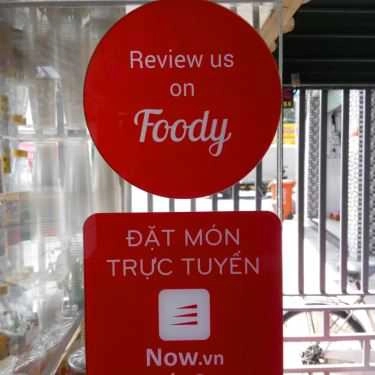 Review us
on
Foody
ĐẶT MÓN
TRỰC TUYẾN
Now.vn